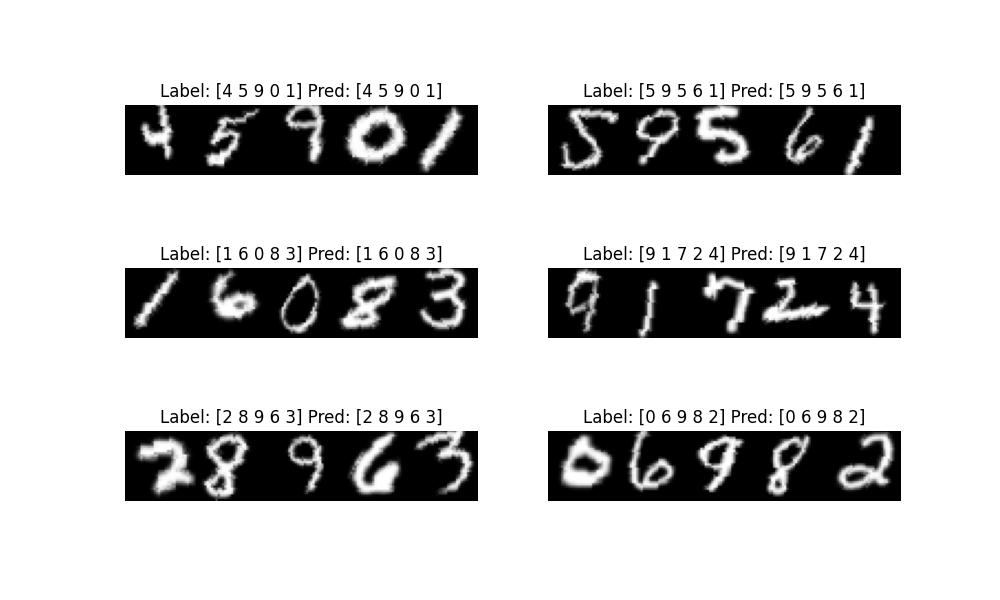 Label: [4 5 9 0 1] Pred: [4 5 9 0 1]
4 5 9 0 1
Label: [5 9 5 6 1] Pred: [5 9 5 6 1]
5 9 5 6 1
Label: [1 6 0 8 3] Pred: [1 6 0 8 3]
1 6 0 8 3
Label: [9 1 7 2 4] Pred: [9 1 7 2 4]
9 1 7 2 4
Label: [2 8 9 6 3] Pred: [2 8 9 6 3]
2 8 9 6 3
Label: [0 6 9 8 2] Pred: [0 6 9 8 2]
0 6 9 8 2